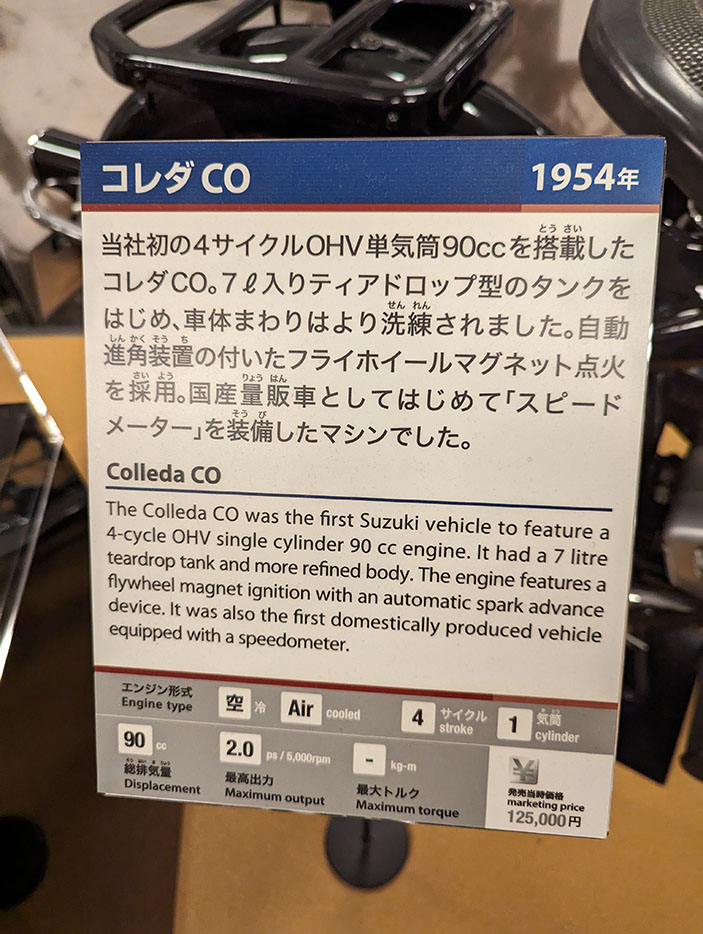 コレダ CO 1954年
当社初の4サイクルOHV単気筒90ccを搭載した
コレダCO。7ℓ入りティアドロップ型のタンクを
はじめ、車体まわりはより洗練されました。自動
進角装置の付いたフライホイールマグネット点火
を採用。国産量販車としてはじめて「スピード
メーター」を装備したマシンでした。
Colleda CO
The Colleda CO was the first Suzuki vehicle to feature a
4-cycle OHV single cylinder 90 cc engine. It had a 7 litre
teardrop tank and more refined body. The engine features a
flywheel magnet ignition with an automatic spark advance
device. It was also the first domestically produced vehicle
equipped with a speedometer.
エンジン形式
Engine type
空冷 Air cooled
4 サイクル stroke
1 気筒 cylinder
90 cc
総排気量
Displacement
2.0 ps / 5,000rpm
最高出力
Maximum output
- kg-m
最大トルク
Maximum torque
¥
発売当時価格
marketing price
125,000円